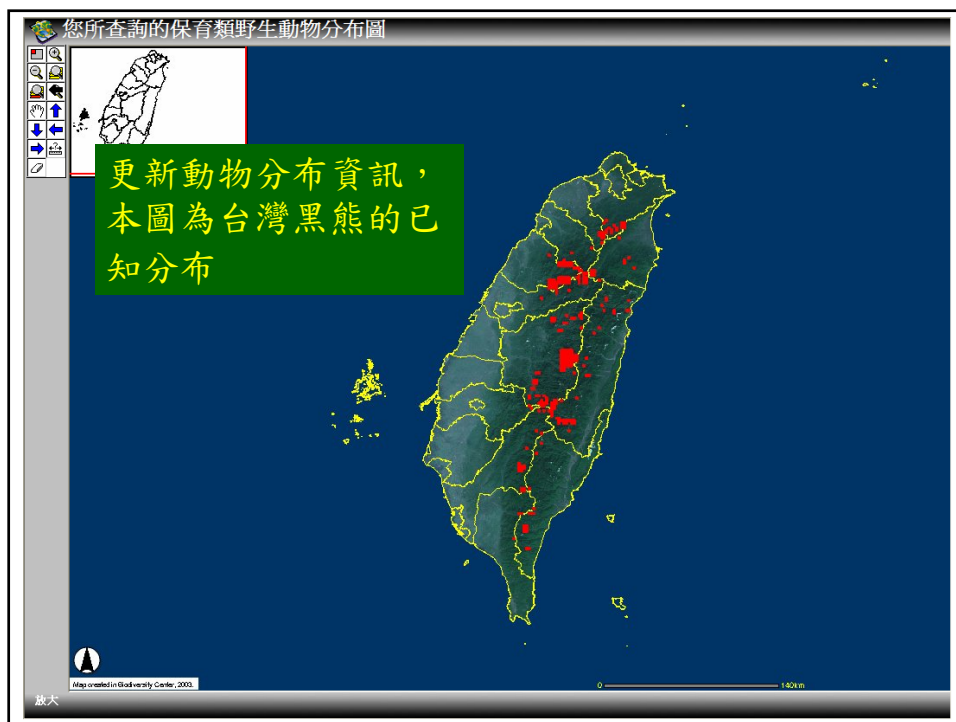 您所查詢的保育類野生動物分布圖
更新動物分布資訊，
本圖為台灣黑熊的已
知分布
Map created in Biodiversity Center, 2003.
0 140km
放大